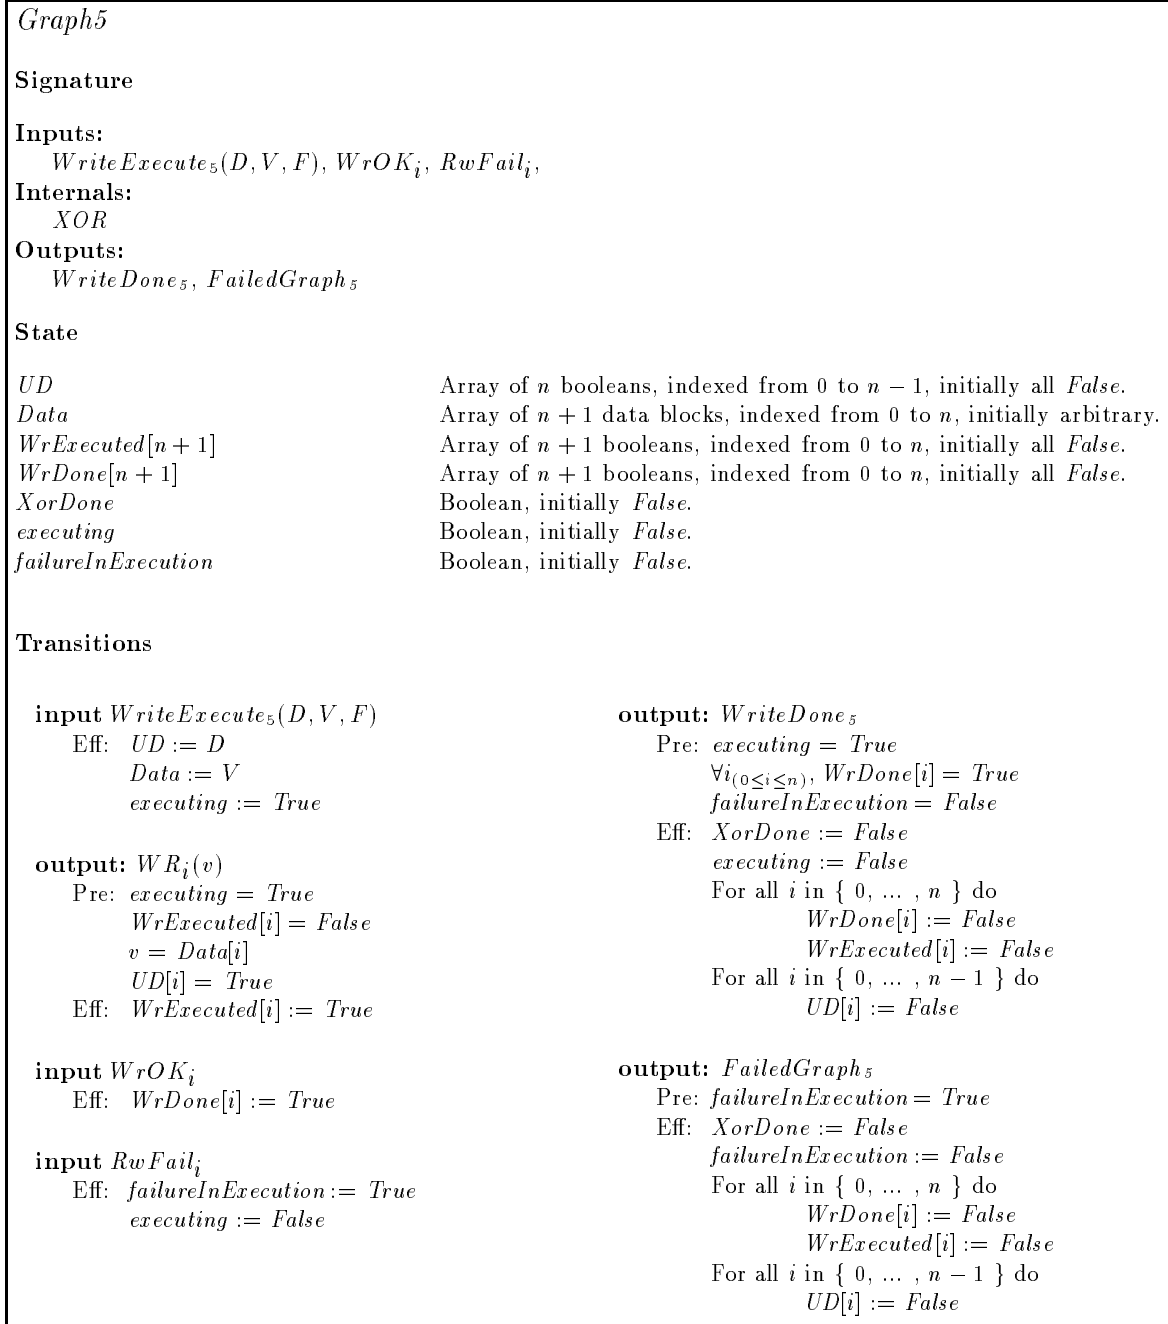 Graph5
Signature
Inputs:
WriteExecute₅(D, V, F), WrOKᵢ, RwFailᵢ,
Internals:
XOR
Outputs:
WriteDone₅, FailedGraph₅
State
UD Array of n booleans, indexed from 0 to n − 1, initially all False.
Data Array of n + 1 data blocks, indexed from 0 to n, initially arbitrary.
WrExecuted[n + 1] Array of n + 1 booleans, indexed from 0 to n, initially all False.
WrDone[n + 1] Array of n + 1 booleans, indexed from 0 to n, initially all False.
XorDone Boolean, initially False.
executing Boolean, initially False.
failureInExecution Boolean, initially False.
Transitions
input WriteExecute₅(D, V, F)
Eff: UD := D
Data := V
executing := True
output: WRᵢ(v)
Pre: executing = True
WrExecuted[i] = False
v = Data[i]
UD[i] = True
Eff: WrExecuted[i] := True
input WrOKᵢ
Eff: WrDone[i] := True
input RwFailᵢ
Eff: failureInExecution := True
executing := False
output: WriteDone₅
Pre: executing = True
∀i₍₀≤ᵢ≤ₙ₎, WrDone[i] = True
failureInExecution = False
Eff: XorDone := False
executing := False
For all i in { 0, ... , n } do
WrDone[i] := False
WrExecuted[i] := False
For all i in { 0, ... , n − 1 } do
UD[i] := False
output: FailedGraph₅
Pre: failureInExecution = True
Eff: XorDone := False
failureInExecution := False
For all i in { 0, ... , n } do
WrDone[i] := False
WrExecuted[i] := False
For all i in { 0, ... , n − 1 } do
UD[i] := False